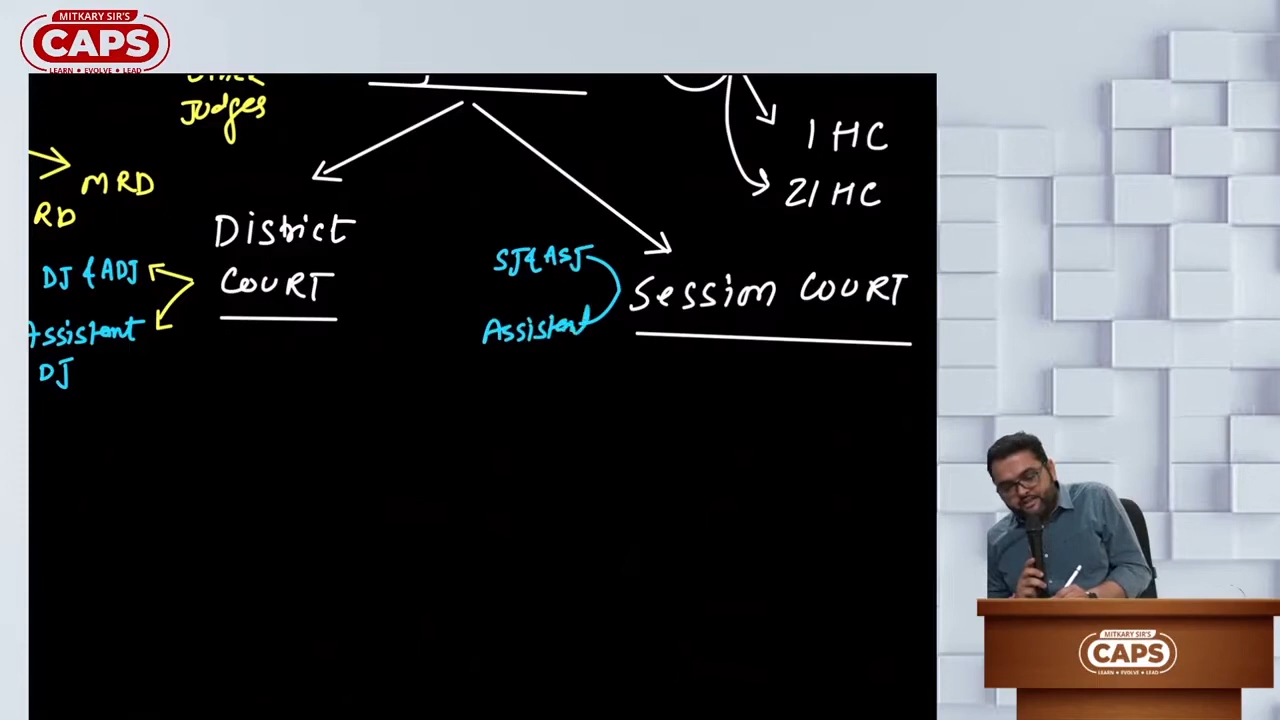 MITKARY SIR'S
CAPS
LEARN • EVOLVE • LEAD
Judges
1 HC
21 HC
MRD
RD
District
COURT
DJ & ADJ
Assistant
DJ
SJ & ASJ
Assistant
Session COURT
MITKARY SIR'S
CAPS
LEARN • EVOLVE • LEAD